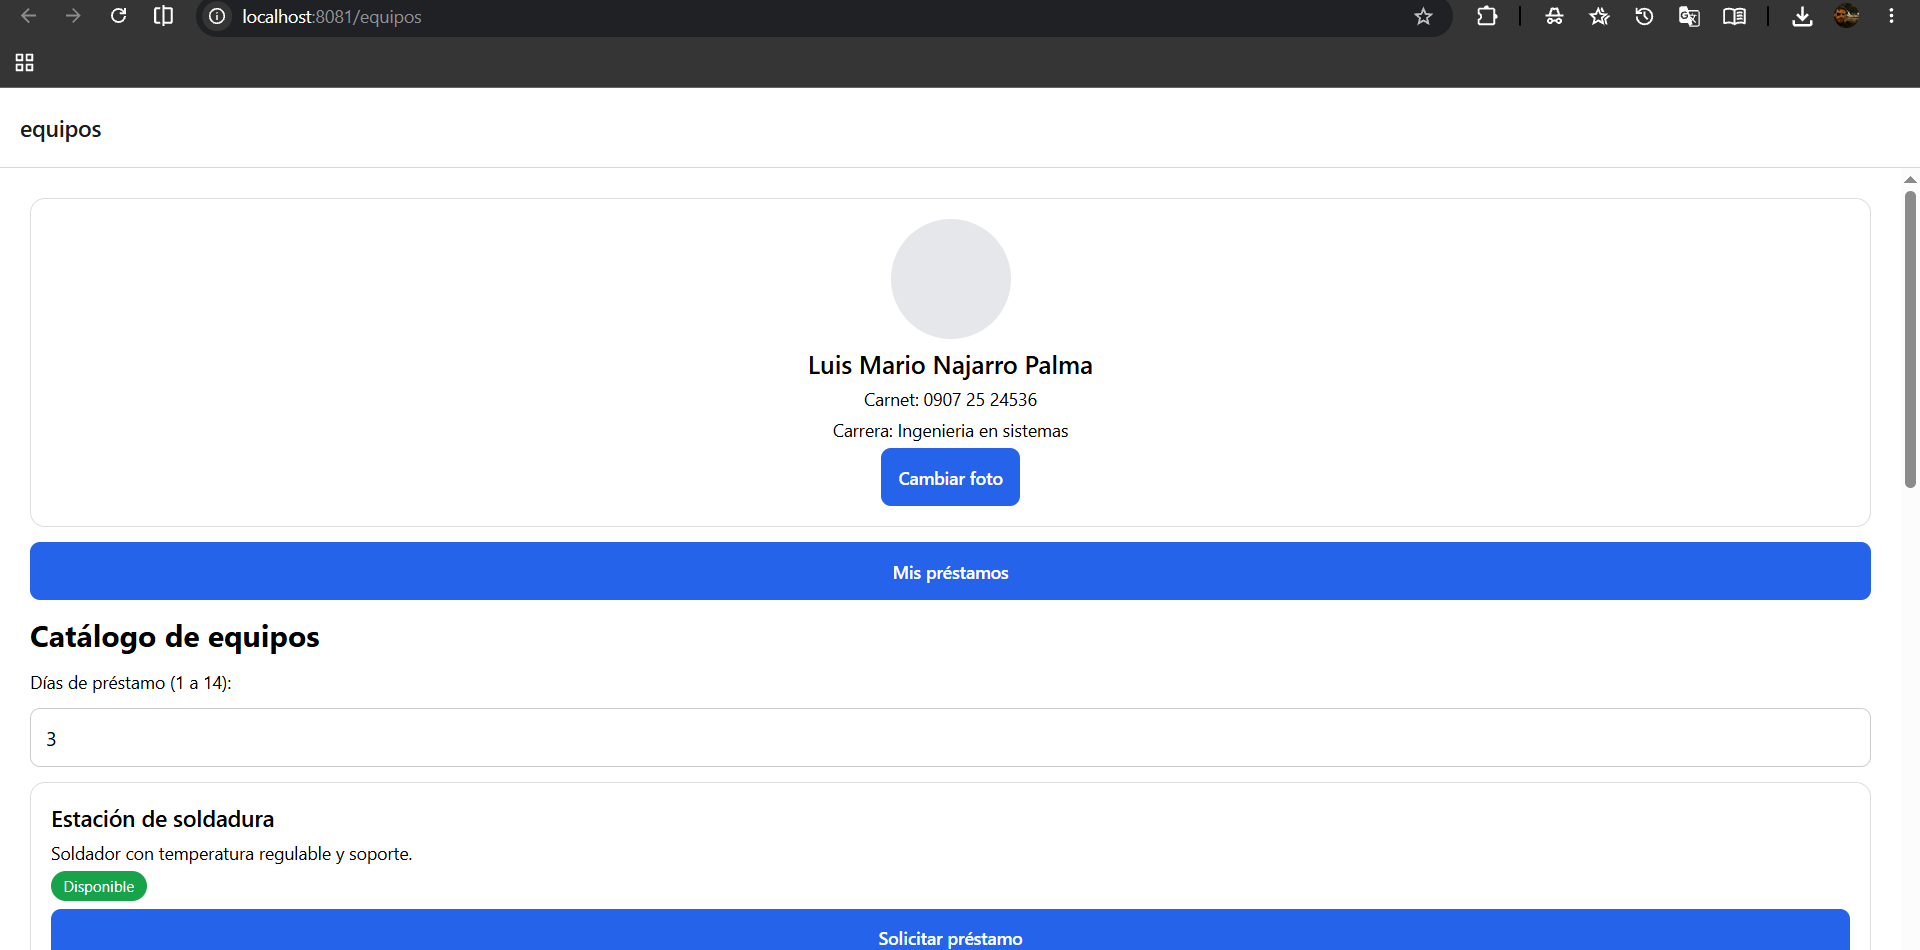 localhost:8081/equipos
equipos
Luis Mario Najarro Palma
Carnet: 0907 25 24536
Carrera: Ingenieria en sistemas
Cambiar foto
Mis préstamos
Catálogo de equipos
Días de préstamo (1 a 14):
3
Estación de soldadura
Soldador con temperatura regulable y soporte.
Disponible
Solicitar préstamo